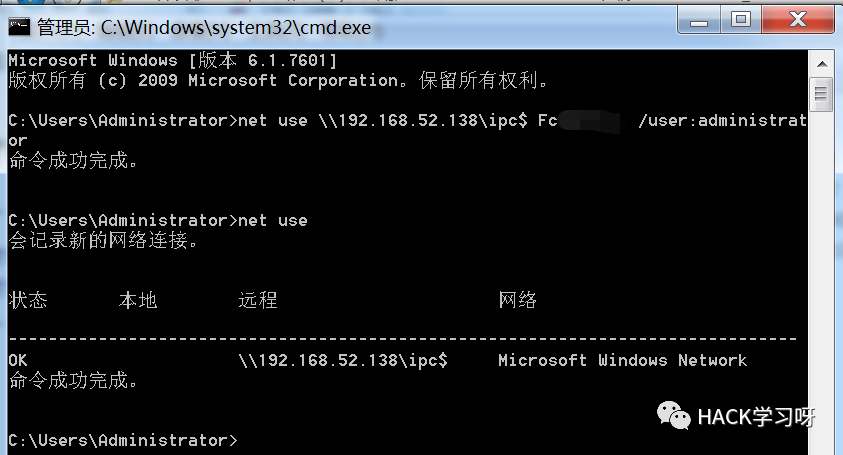 管理员: C:\Windows\system32\cmd.exe
Microsoft Windows [版本 6.1.7601]
版权所有 (c) 2009 Microsoft Corporation。保留所有权利。
C:\Users\Administrator>net use \\192.168.52.138\ipc$ Fc /user:administrat
or
命令成功完成。
C:\Users\Administrator>net use
会记录新的网络连接。
状态 本地 远程 网络
-------------------------------------------------------------------------------
OK \\192.168.52.138\ipc$ Microsoft Windows Network
命令成功完成。
C:\Users\Administrator>
HACK学习呀